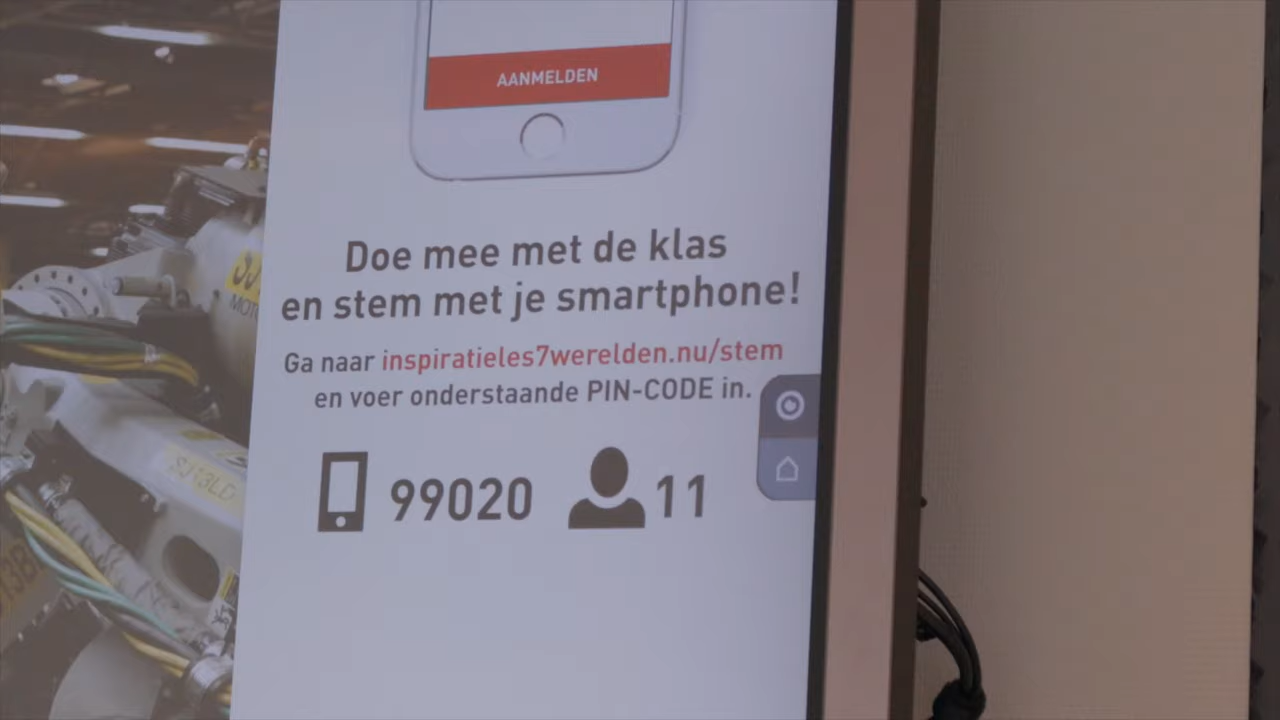 AANMELDEN
Doe mee met de klas
en stem met je smartphone!
Ga naar inspiratieles7werelden.nu/stem
en voer onderstaande PIN-CODE in.
99020 11